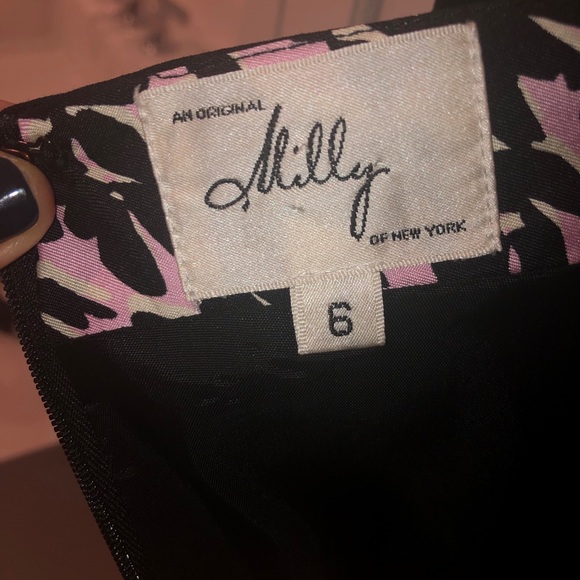 AN ORIGINAL
Milly
OF NEW YORK
6